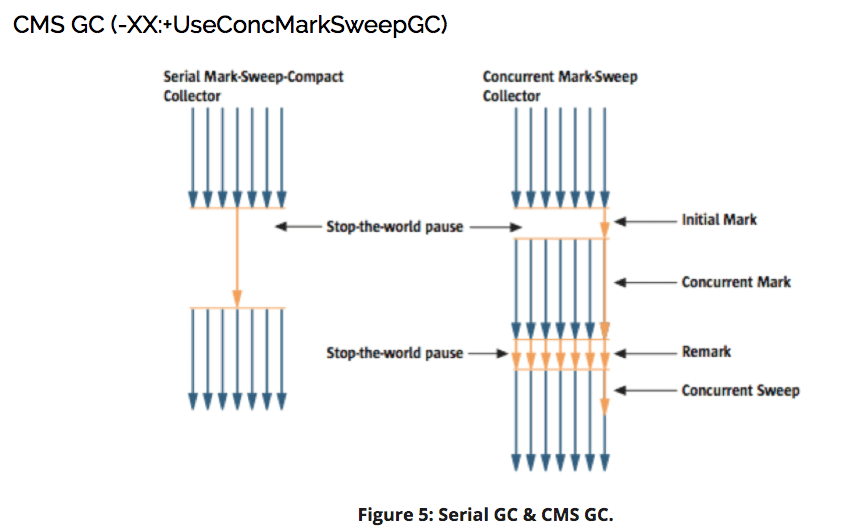 CMS GC (-XX:+UseConcMarkSweepGC)
Serial Mark-Sweep-Compact
Collector
Concurrent Mark-Sweep
Collector
Stop-the-world pause
Initial Mark
Concurrent Mark
Stop-the-world pause
Remark
Concurrent Sweep
Figure 5: Serial GC & CMS GC.